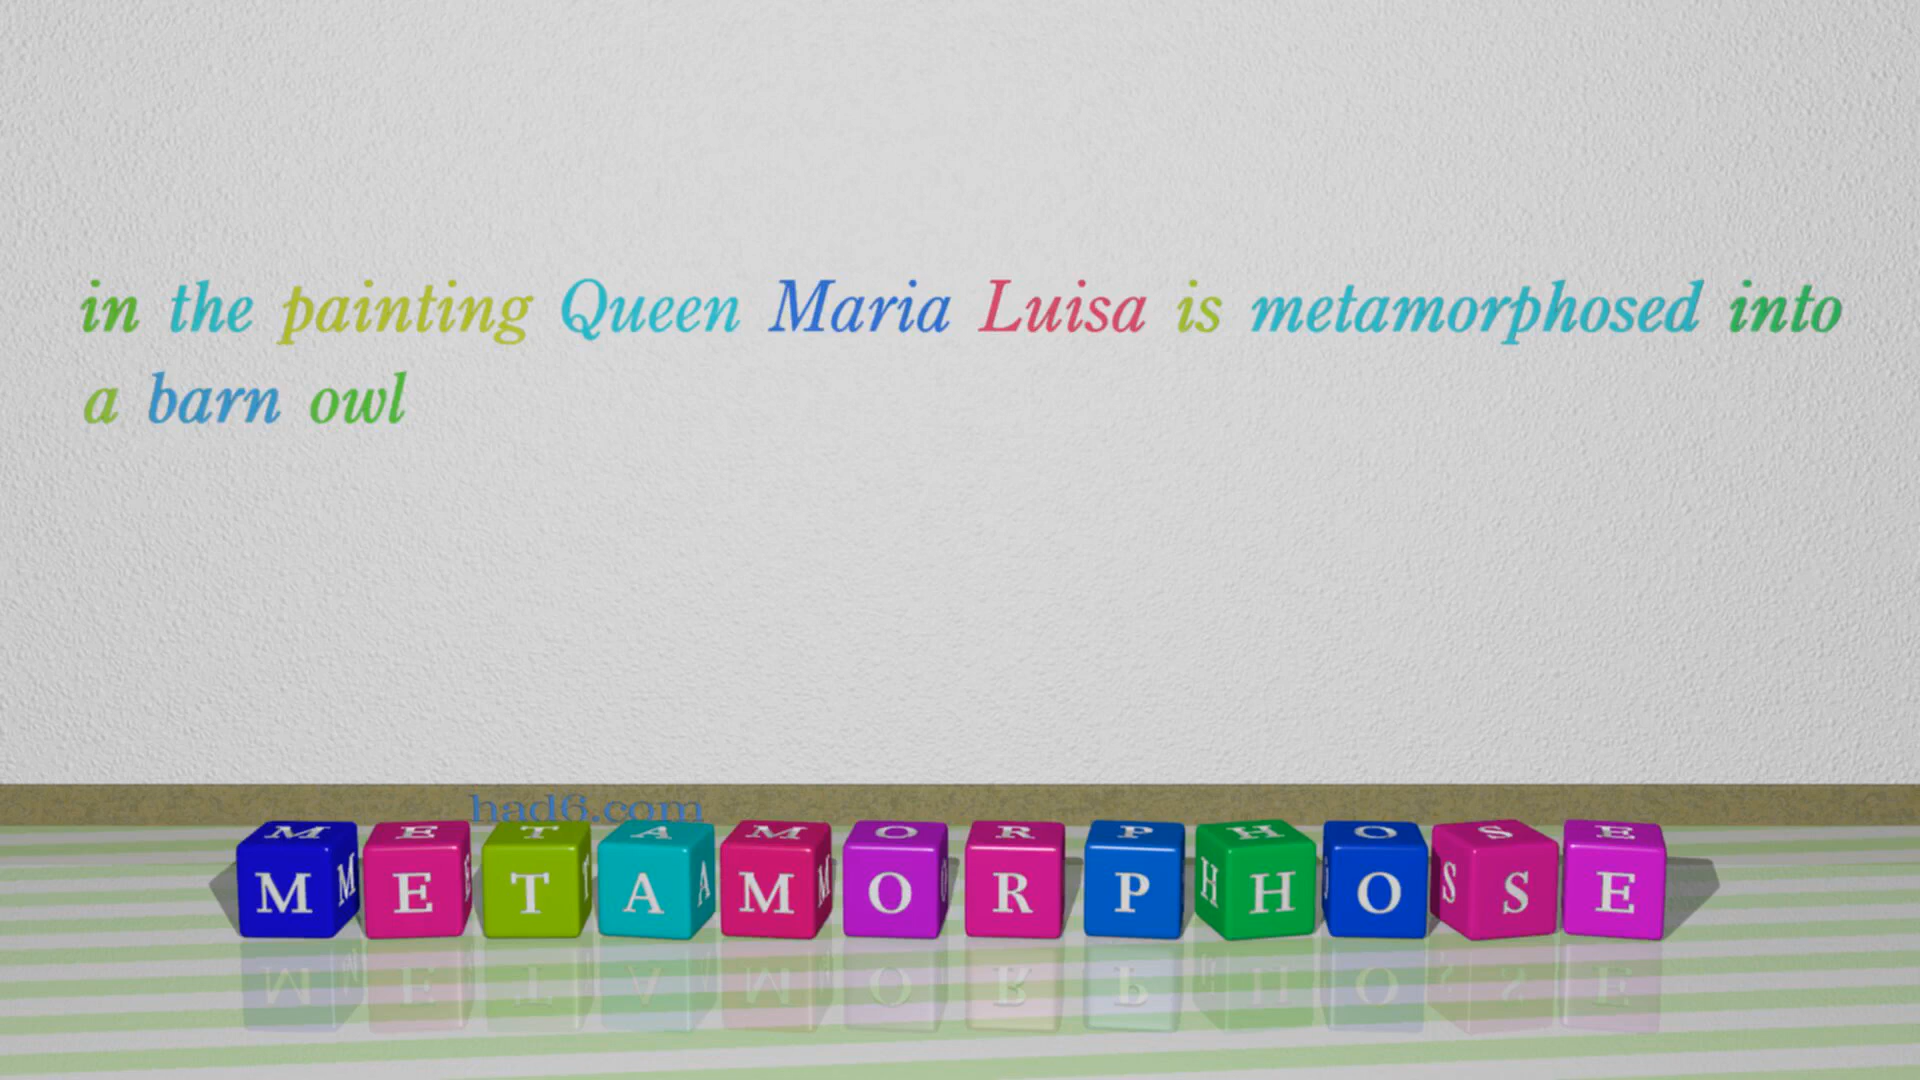 in the painting Queen Maria Luisa is metamorphosed into
a barn owl
had6.com
METAMORPHOSE